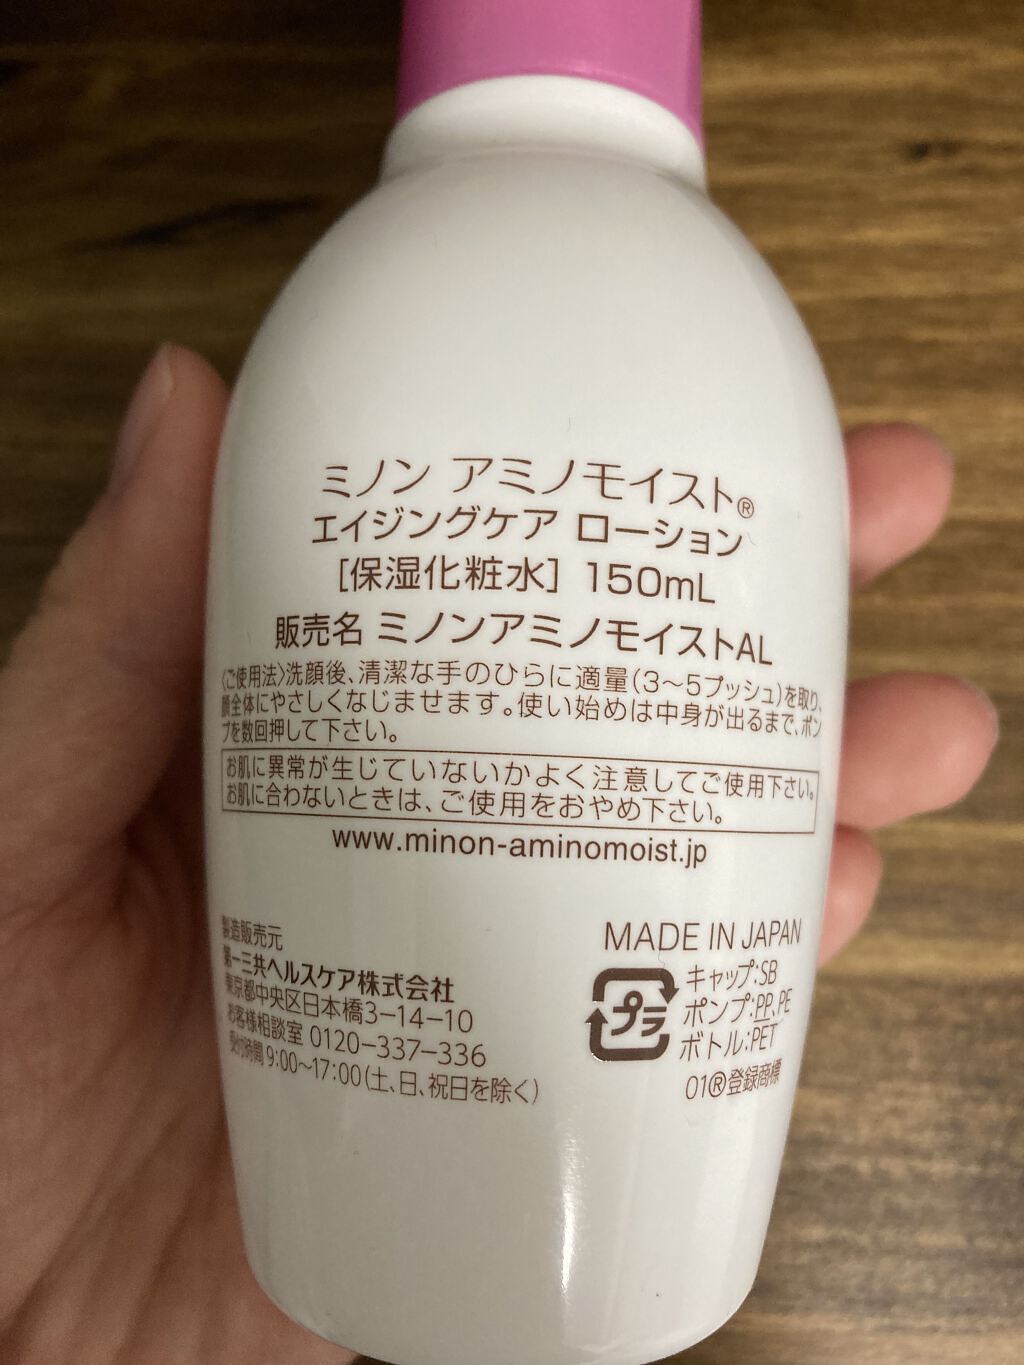 ミノン アミノモイスト®
エイジングケア ローション
[保湿化粧水] 150mL
販売名 ミノンアミノモイストAL
〈ご使用法〉洗顔後、清潔な手のひらに適量(3〜5プッシュ)を取り、
顔全体にやさしくなじませます。使い始めは中身が出るまで、ポン
プを数回押して下さい。
お肌に異常が生じていないかよく注意してご使用下さい。
お肌に合わないときは、ご使用をおやめ下さい。
www.minon-aminomoist.jp
製造販売元
第一三共ヘルスケア株式会社
東京都中央区日本橋3-14-10
お客様相談室 0120-337-336
受付時間 9:00〜17:00(土、日、祝日を除く)
MADE IN JAPAN
プラ
キャップ:SB
ポンプ:PP、PE
ボトル:PET
01®登録商標